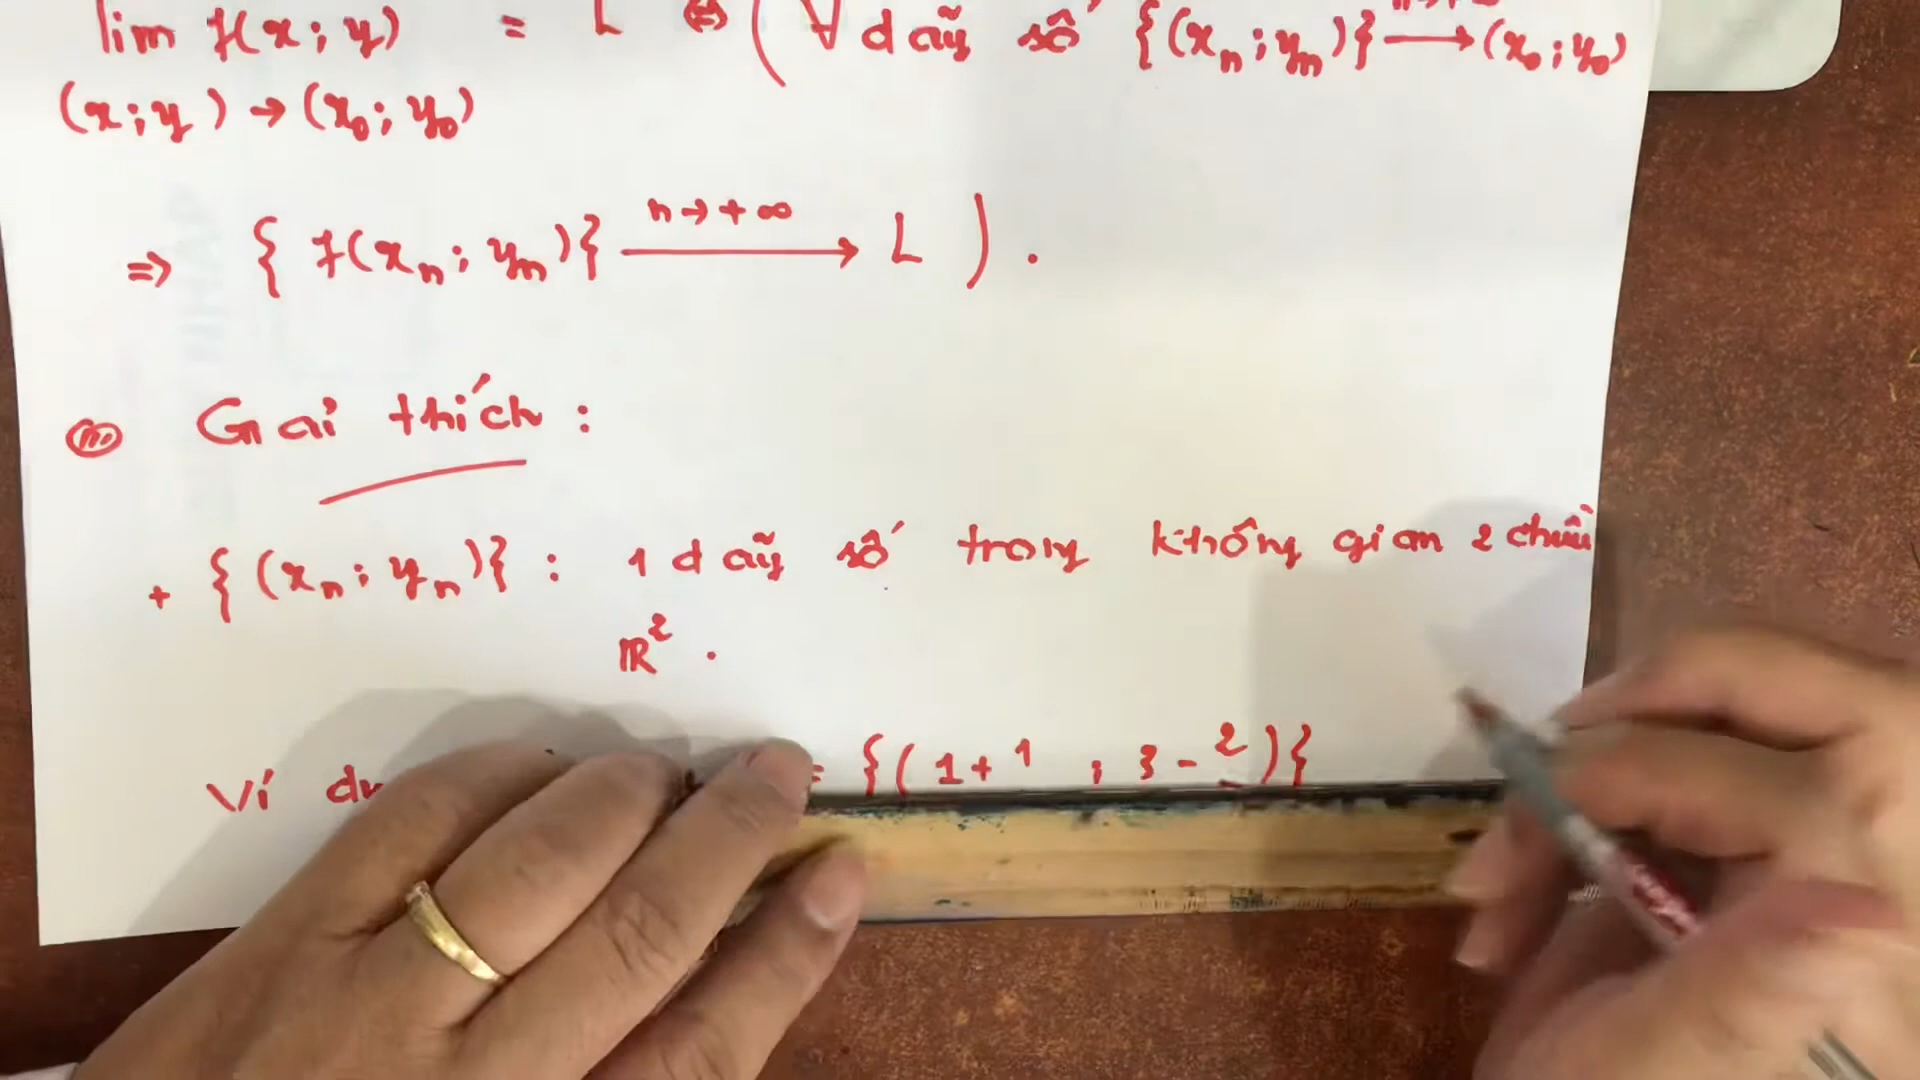 lim f(x;y) = L ⇔ ( ∀ dãy số {(xₙ;yₙ)} → (x₀;y₀)
(x;y) → (x₀;y₀)
n→+∞
⇒ { f(xₙ;yₙ)} → L ) .
Giải thích :
+ {(xₙ;yₙ)} : 1 dãy số trong không gian 2 chiều
ℝ² .
Ví = {( 1+ 1 ; 3 - 2 )}